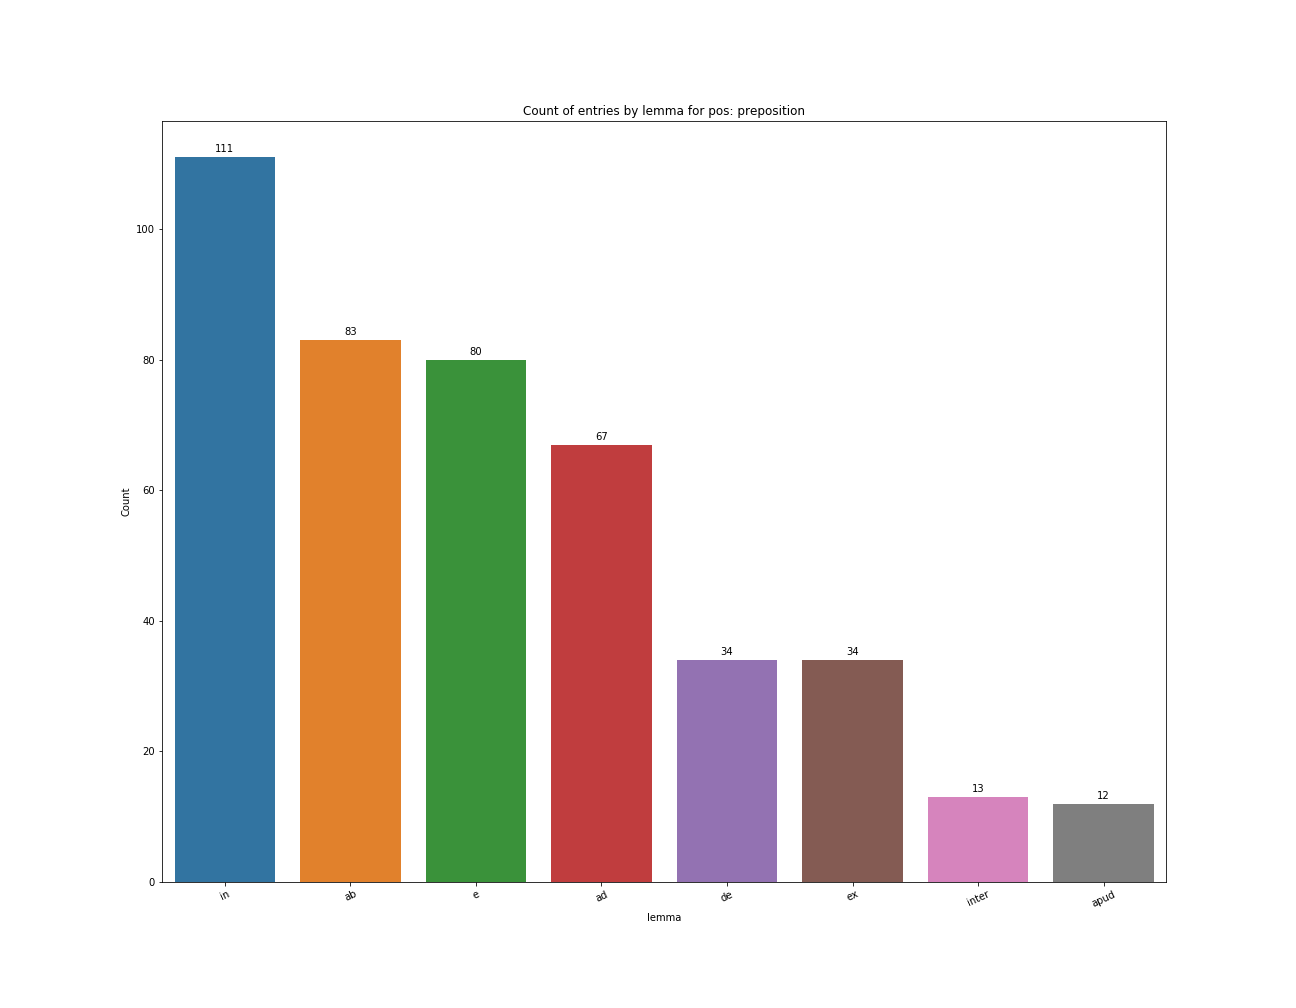 Count of entries by lemma for pos: preposition
111
83
80
67
34
34
13
12
100
80
60
40
20
0
Count
in
ab
e
ad
de
ex
inter
apud
lemma